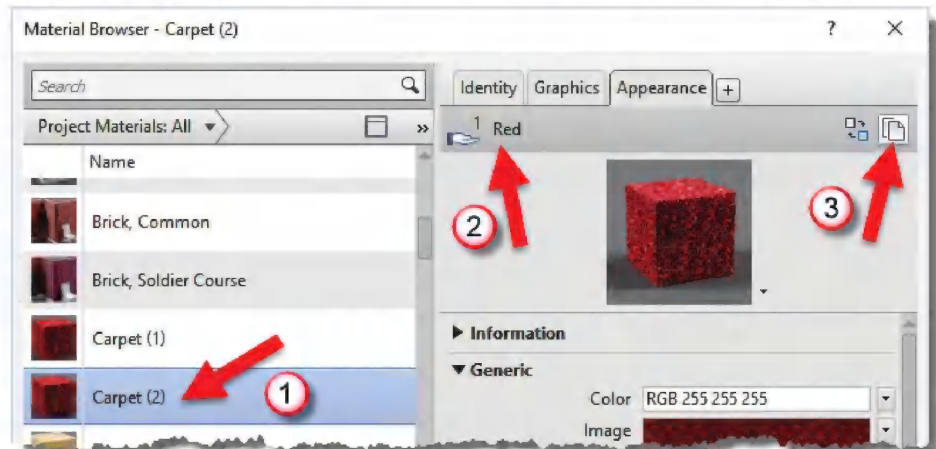 Material Browser - Carpet (2) ? ×
Search
Identity Graphics Appearance +
Project Materials: All »
1 Red
Name
2
3
Brick, Common
Brick, Soldier Course
Carpet (1)
Information
Generic
Carpet (2)
1
Color RGB 255 255 255
Image